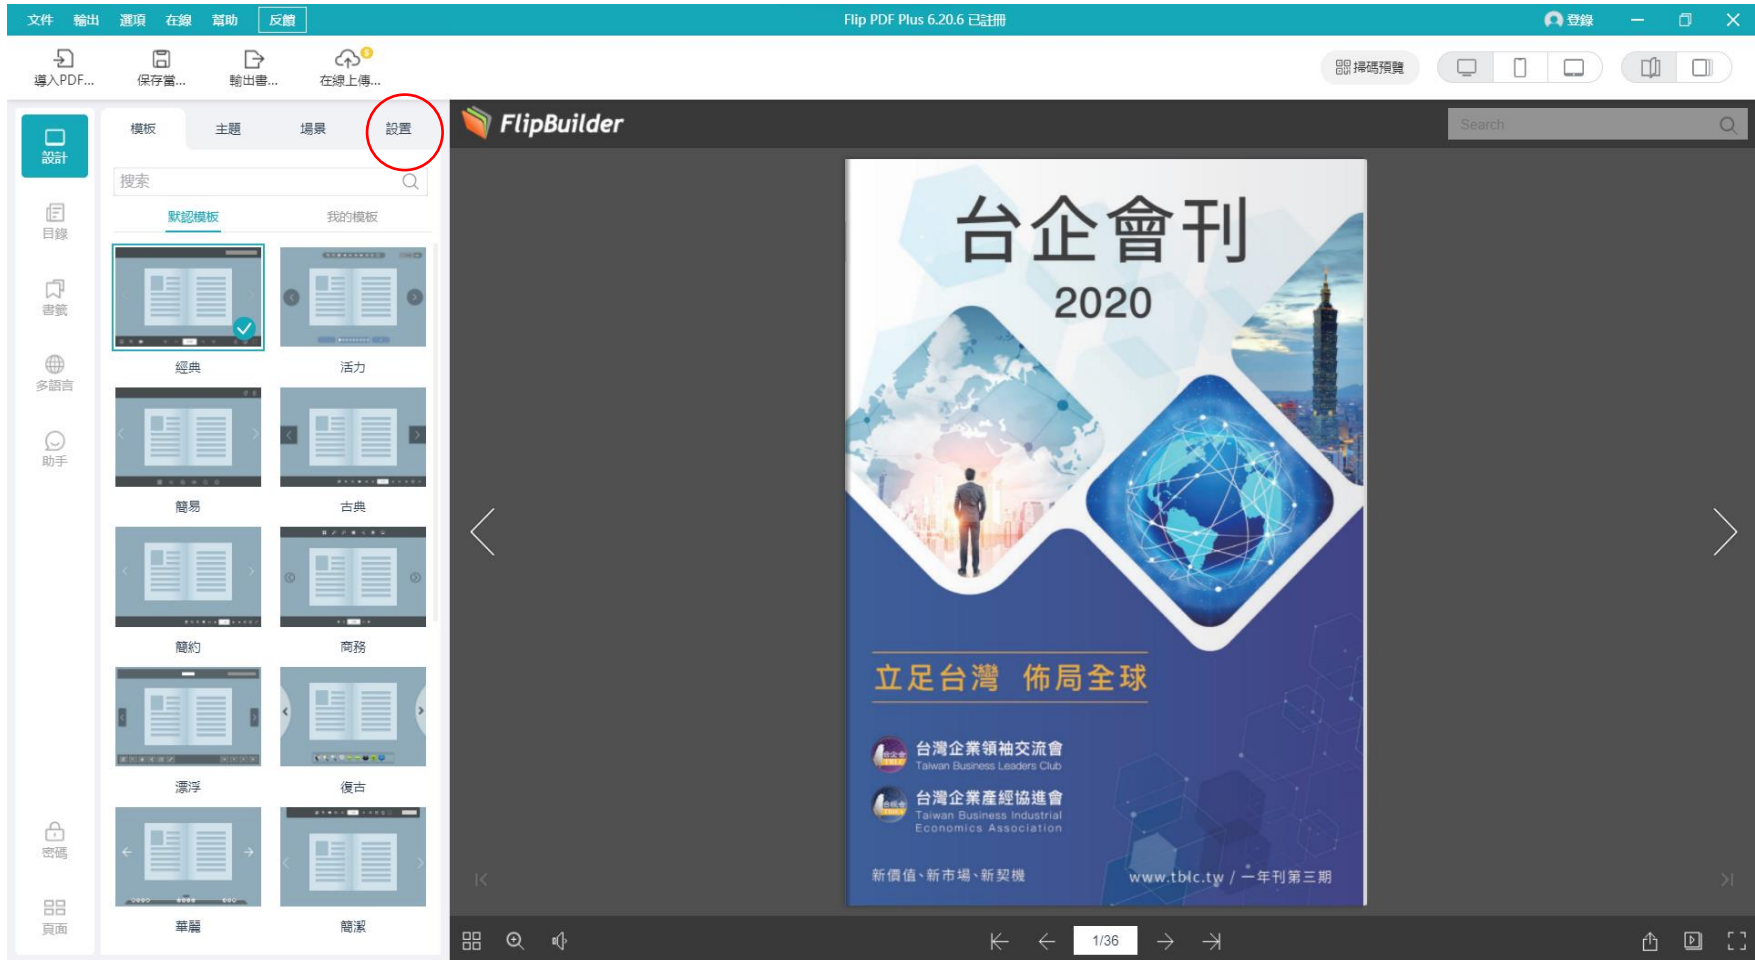 文件 輸出 選項 在線 幫助 反饋
Flip PDF Plus 6.20.6 已註冊
登錄
導入PDF... 保存當... 輸出書... 在線上傳...
掃碼預覽
設計
目錄
書籤
多語言
助手
密碼
頁面
模板 主題 場景 設置
搜索
默認模板 我的模板
經典 活力
簡易 古典
簡約 商務
漂浮 復古
華麗 簡潔
FlipBuilder
Search
台企會刊
2020
立足台灣 佈局全球
台灣企業領袖交流會
Taiwan Business Leaders Club
台灣企業產經協進會
Taiwan Business Industrial
Economics Association
新價值、新市場、新契機
www.tblc.tw / 一年刊第三期
1/36